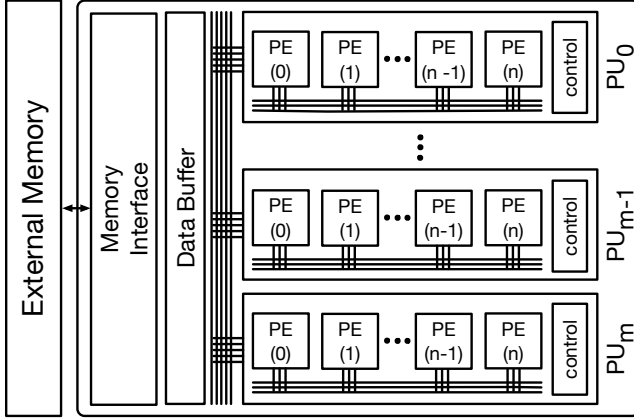 External Memory
Memory
Interface
Data Buffer
PE
(0)
PE
(1)
PE
(n -1)
PE
(n)
control
PU0
PE
(0)
PE
(1)
PE
(n-1)
PE
(n)
control
PUm-1
PE
(0)
PE
(1)
PE
(n-1)
PE
(n)
control
PUm